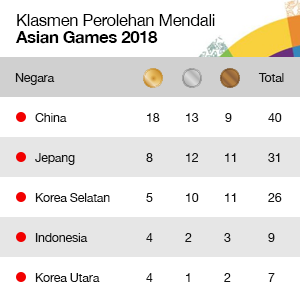 Klasmen Perolehan Mendali
Asian Games 2018
Negara Total
China 18 13 9 40
Jepang 8 12 11 31
Korea Selatan 5 10 11 26
Indonesia 4 2 3 9
Korea Utara 4 1 2 7